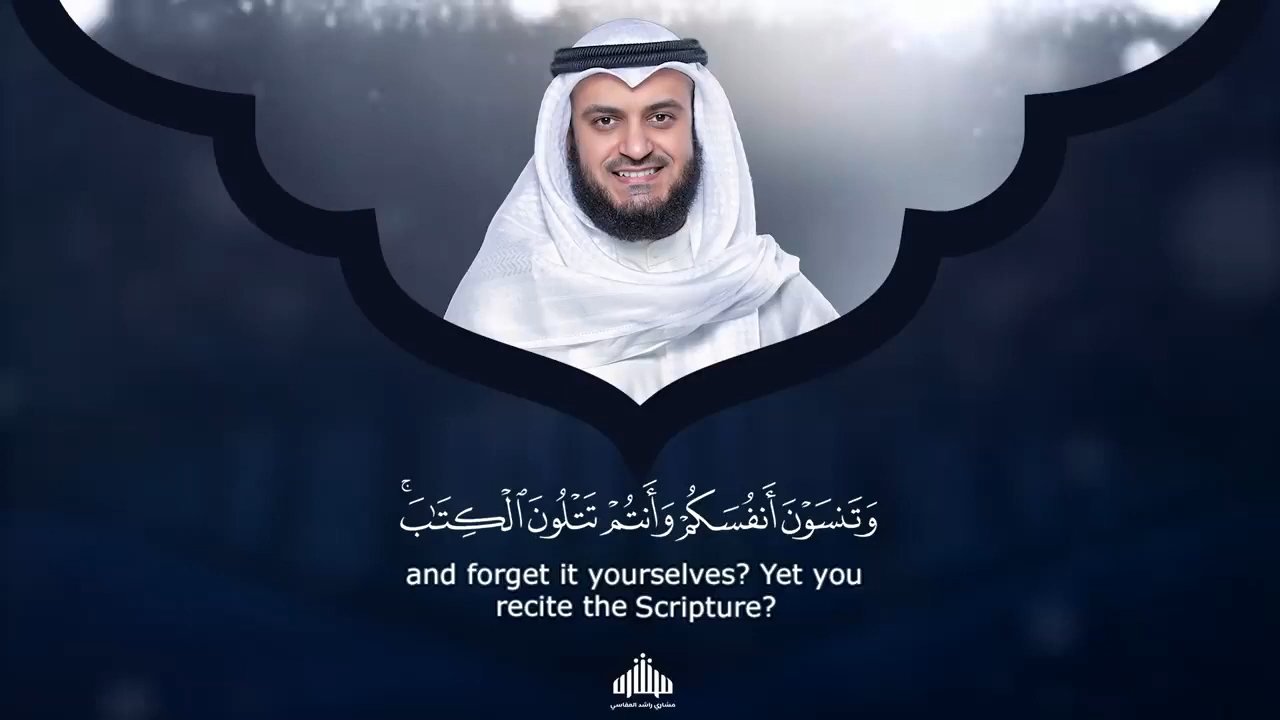 وَتَنسَوْنَ أَنفُسَكُمْ وَأَنتُمْ تَتْلُونَ ٱلْكِتَـٰبَ ۚ
and forget it yourselves? Yet you
recite the Scripture?
مشاري راشد العفاسي